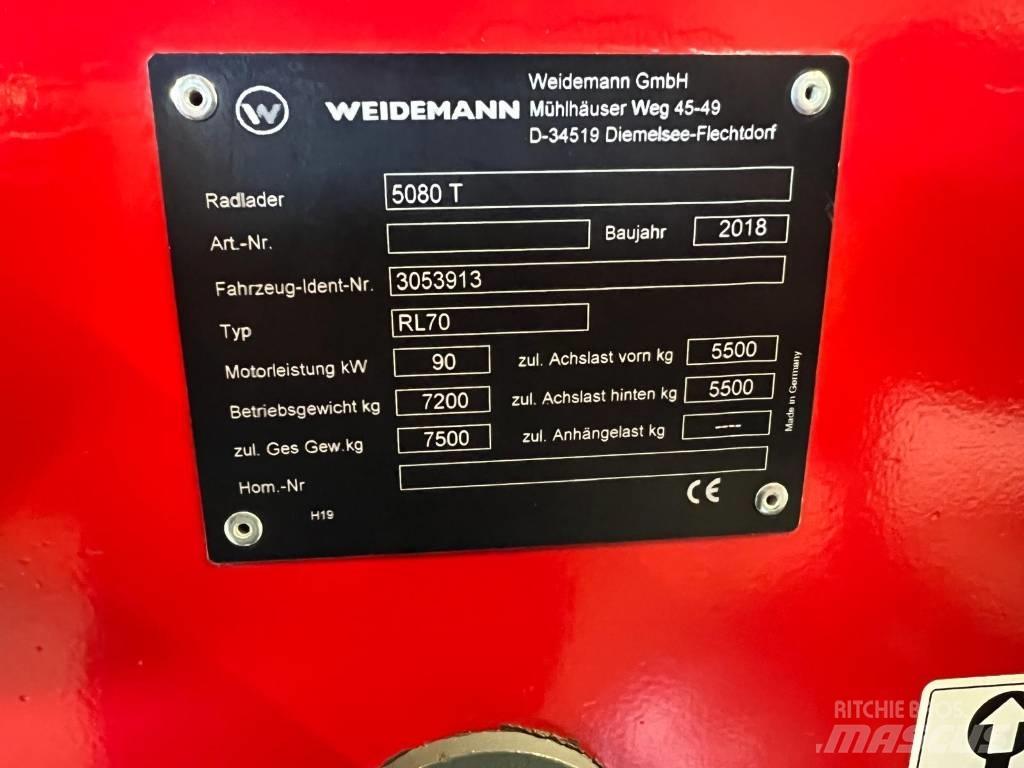 W WEIDEMANN
Weidemann GmbH
Mühlhäuser Weg 45-49
D-34519 Diemelsee-Flechtdorf
Radlader 5080 T
Art.-Nr. Baujahr 2018
Fahrzeug-Ident-Nr. 3053913
Typ RL70
Motorleistung kW 90 zul. Achslast vorn kg 5500
Betriebsgewicht kg 7200 zul. Achslast hinten kg 5500
zul. Ges Gew.kg 7500 zul. Anhängelast kg ----
Hom.-Nr
H19
CE
Made in Germany
RITCHIE BROS.
MASCUS